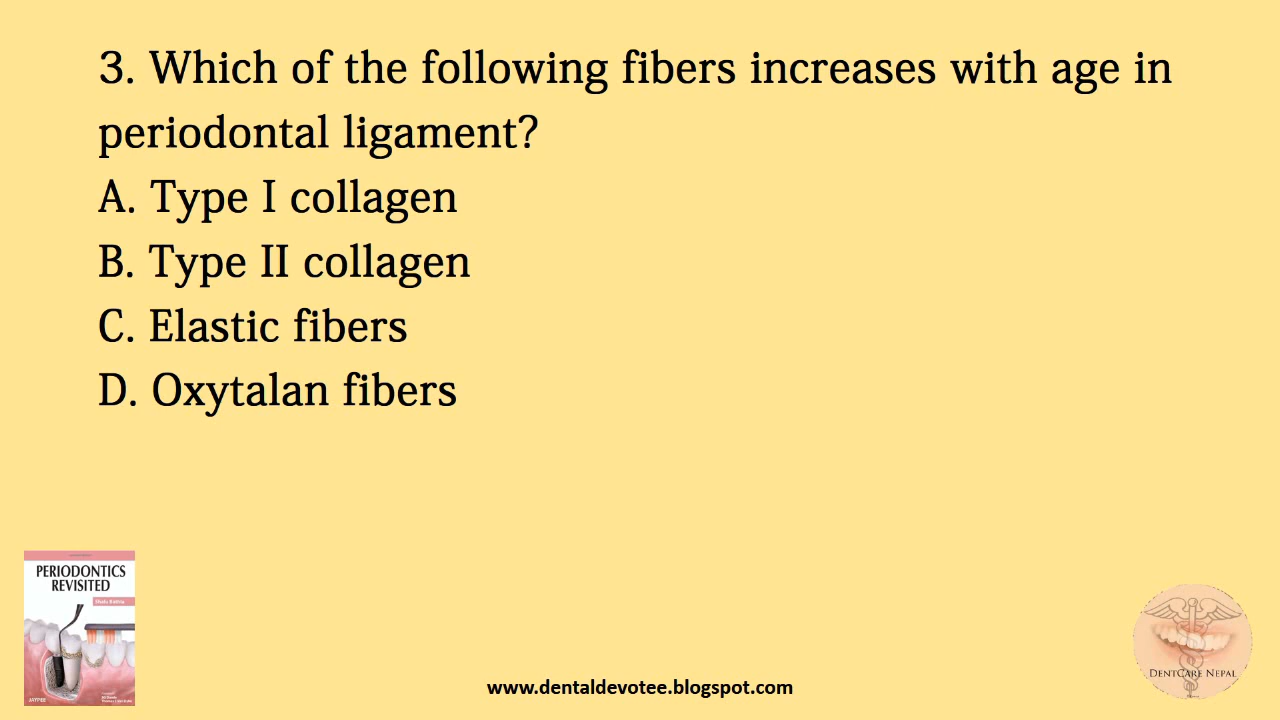 3. Which of the following fibers increases with age in
periodontal ligament?
A. Type I collagen
B. Type II collagen
C. Elastic fibers
D. Oxytalan fibers
PERIODONTICS
REVISITED
JAYPEE
DENTCARE NEPAL
www.dentaldevotee.blogspot.com